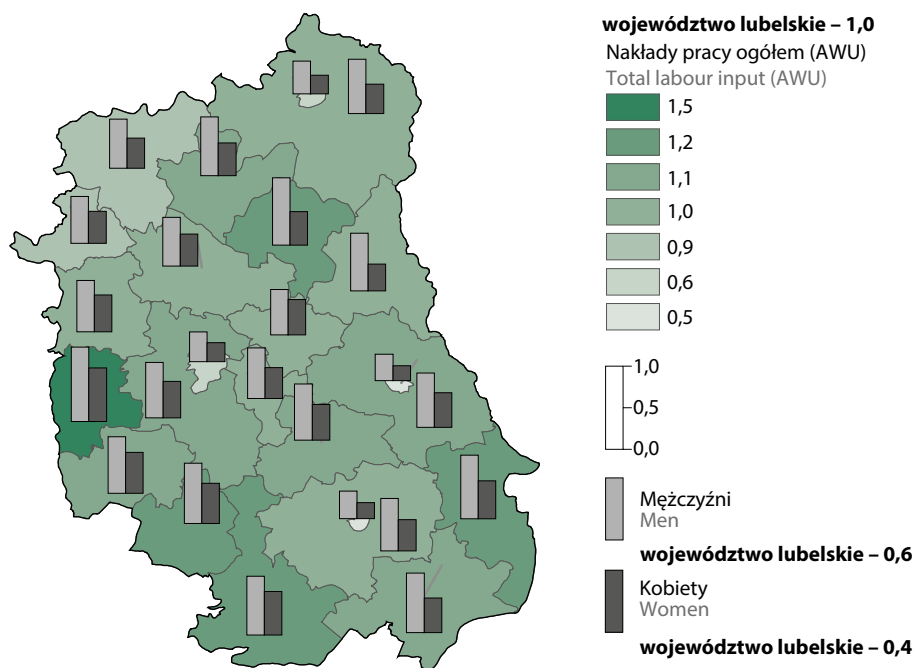 województwo lubelskie – 1,0
Nakłady pracy ogółem (AWU)
Total labour input (AWU)
1,5
1,2
1,1
1,0
0,9
0,6
0,5
1,0
0,5
0,0
Mężczyźni
Men
województwo lubelskie – 0,6
Kobiety
Women
województwo lubelskie – 0,4